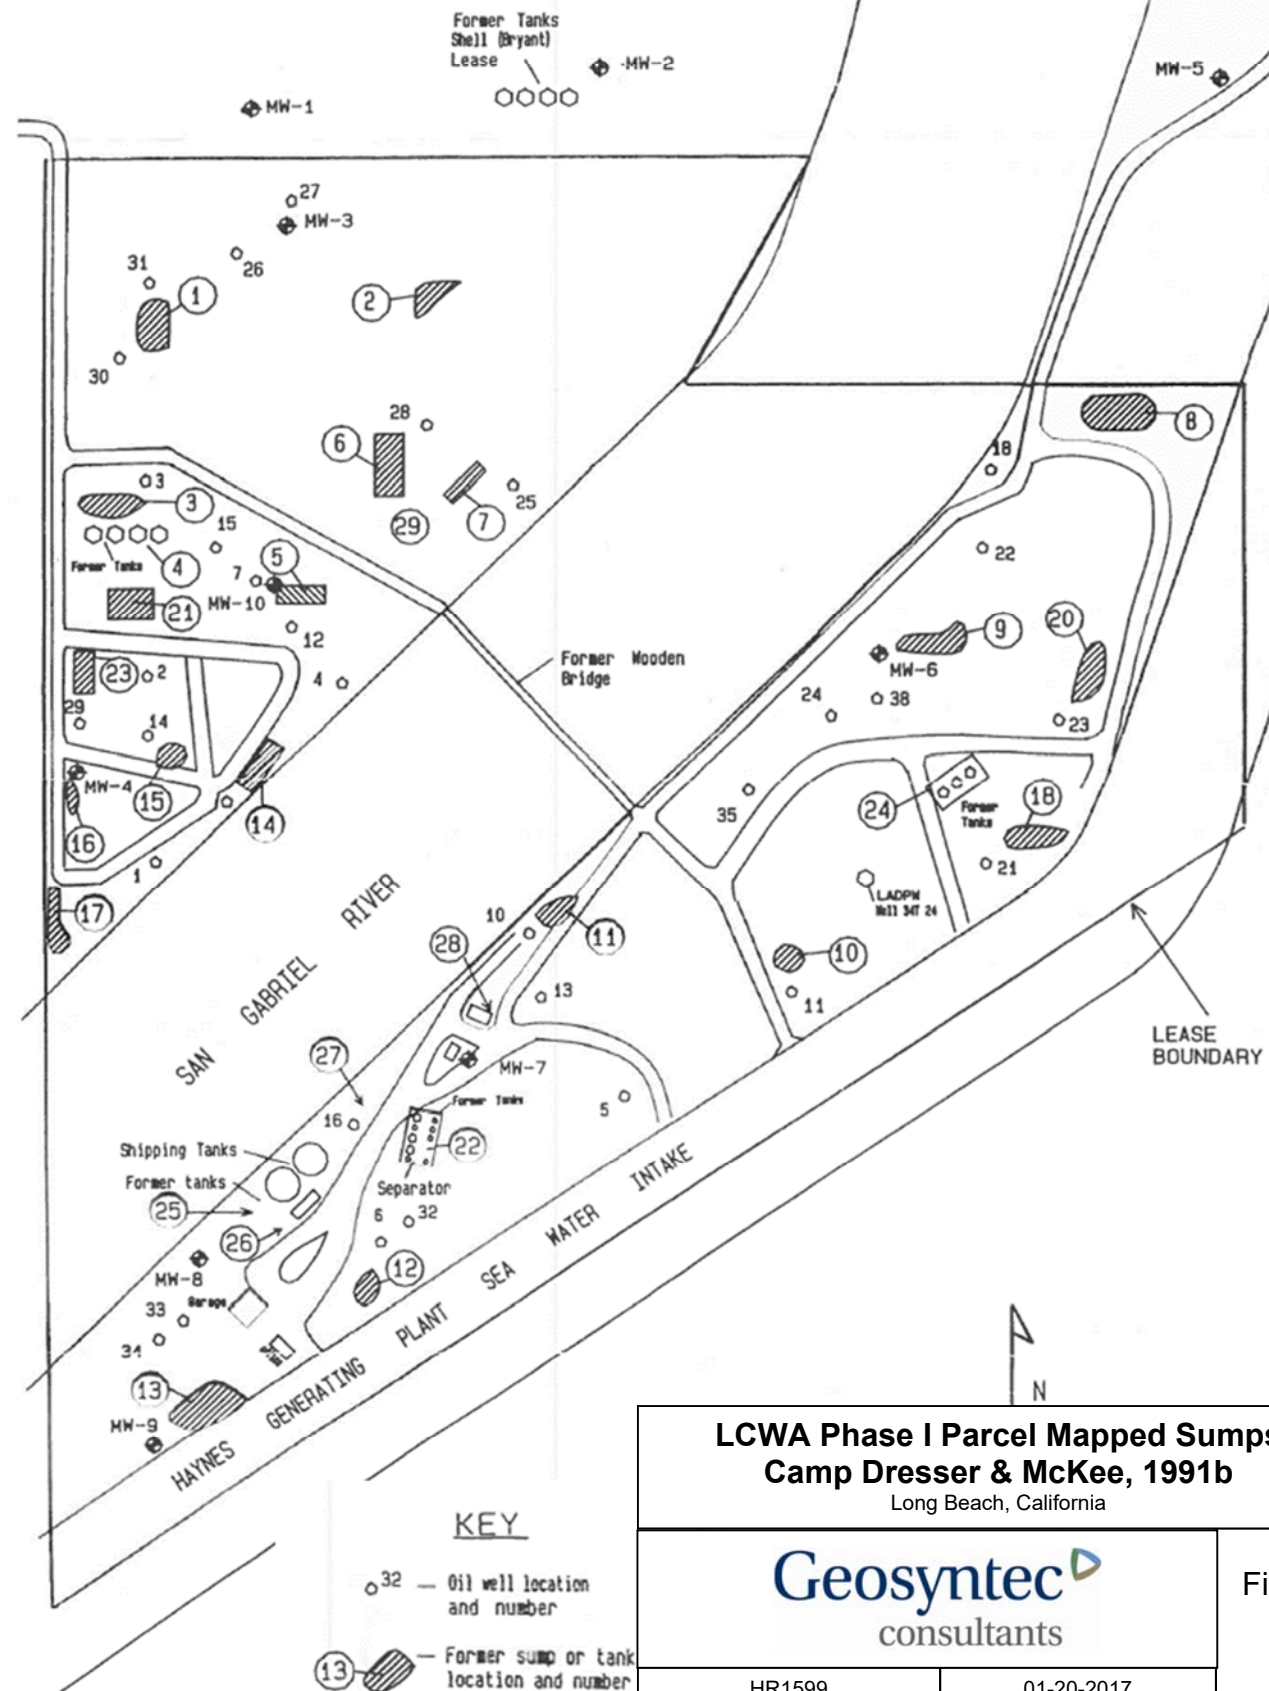 Former Tanks
Shell (Bryant)
Lease
MW-2
MW-5
MW-1
27
MW-3
31
26
1
2
30
28
6
8
18
3
3
25
7
15
29
22
Former Tanks
4
5
7
21
MW-10
9
20
12
Former Wooden
Bridge
MW-6
23
2
4
24
38
29
14
23
MW-4
15
35
24
18
Former
Tanks
16
14
1
21
LADPW
Well 34T 24
17
SAN GABRIEL RIVER
10
11
28
10
13
11
LEASE
BOUNDARY
27
MW-7
Former Tanks
5
16
22
Shipping Tanks
Former tanks
Separator
25
6
32
26
12
MW-8
Garage
33
34
13
MW-9
HAYNES GENERATING PLANT SEA WATER INTAKE
N
KEY
32 — Oil well location
and number
13 — Former sump or tank
location and number
LCWA Phase I Parcel Mapped Sumps
Camp Dresser & McKee, 1991b
Long Beach, California
Geosyntec
consultants
Fi
HR1599
01-20-2017